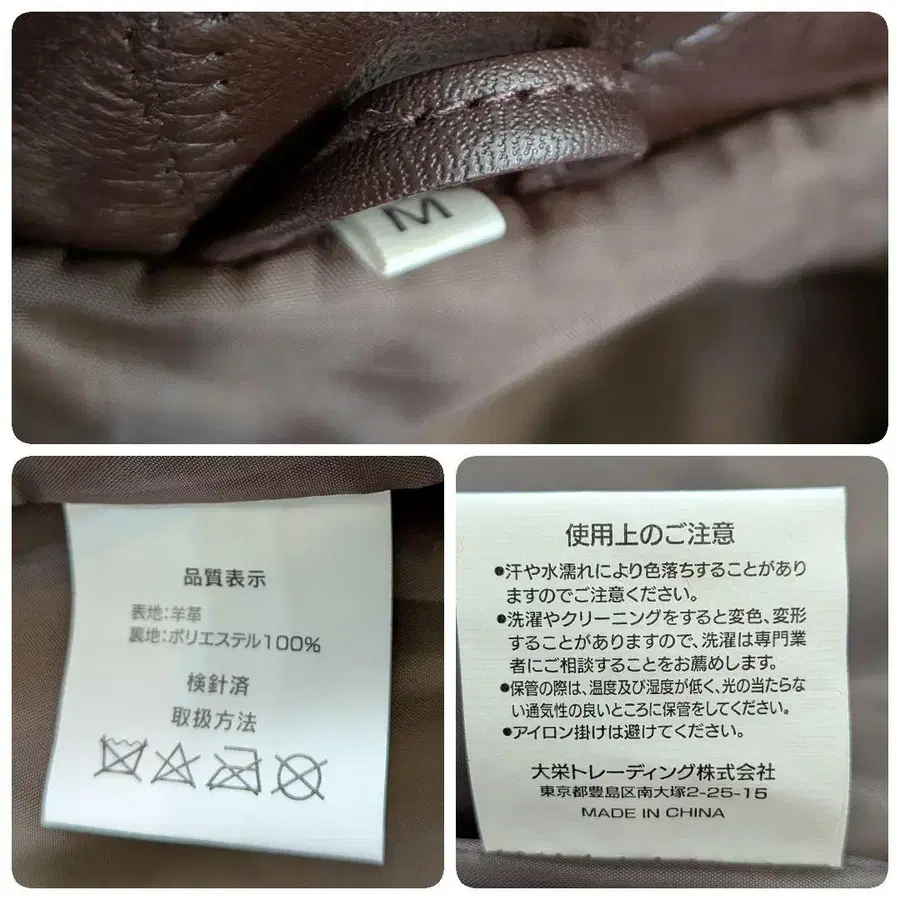 M
品質表示
表地:羊革
裏地:ポリエステル100%
検針済
取扱方法
使用上のご注意
●汗や水濡れにより色落ちすることがあり
ますのでご注意ください。
●洗濯やクリーニングをすると変色、変形
することがありますので、洗濯は専門業
者にご相談することをお薦めします。
●保管の際は、温度及び湿度が低く、光の当たらな
い通気性の良いところに保管をしてください。
●アイロン掛けは避けてください。
大栄トレーディング株式会社
東京都豊島区南大塚2-25-15
MADE IN CHINA